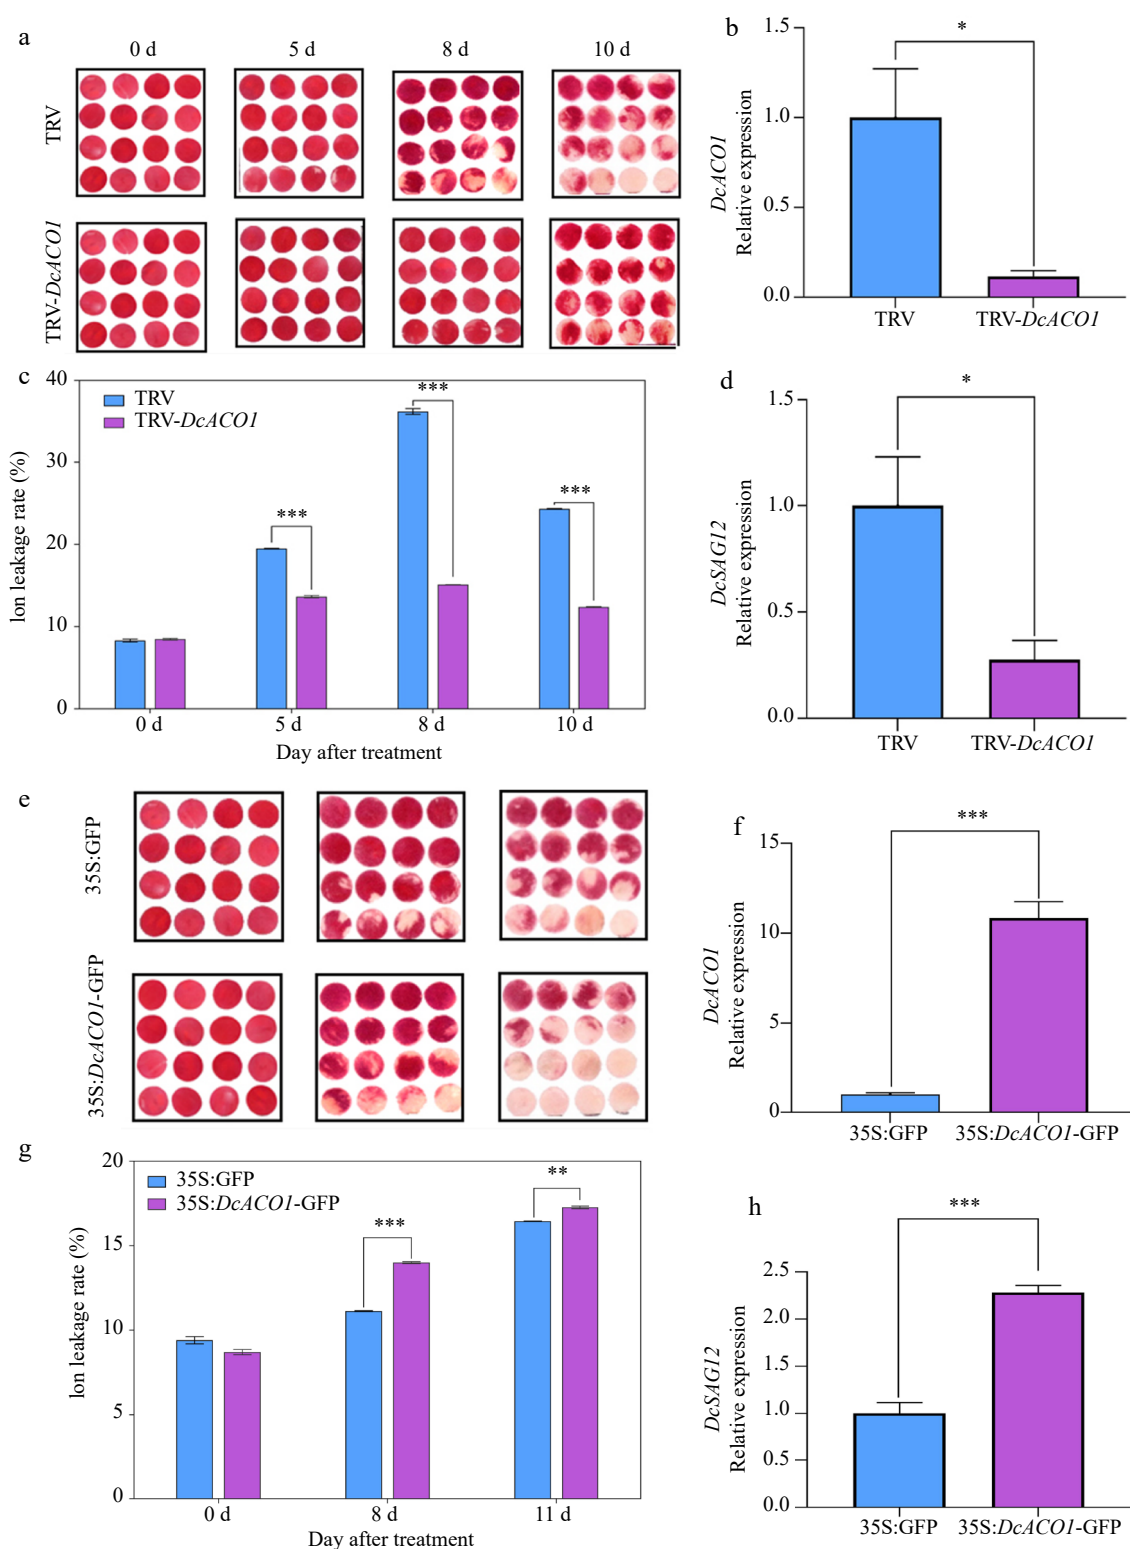 a
0 d
5 d
8 d
10 d
TRV
TRV-DcACO1
b
*
DcACO1
Relative expression
1.5
1.0
0.5
0.0
TRV
TRV-DcACO1
c
TRV
TRV-DcACO1
***
***
***
Ion leakage rate (%)
40
30
20
10
0
0 d
5 d
8 d
10 d
Day after treatment
d
*
DcSAG12
Relative expression
1.5
1.0
0.5
0.0
TRV
TRV-DcACO1
e
35S:GFP
35S:DcACO1-GFP
f
***
DcACO1
Relative expression
15
10
5
0
35S:GFP
35S:DcACO1-GFP
g
35S:GFP
35S:DcACO1-GFP
***
**
Ion leakage rate (%)
20
15
10
5
0
0 d
8 d
11 d
Day after treatment
h
***
DcSAG12
Relative expression
2.5
2.0
1.5
1.0
0.5
0.0
35S:GFP
35S:DcACO1-GFP